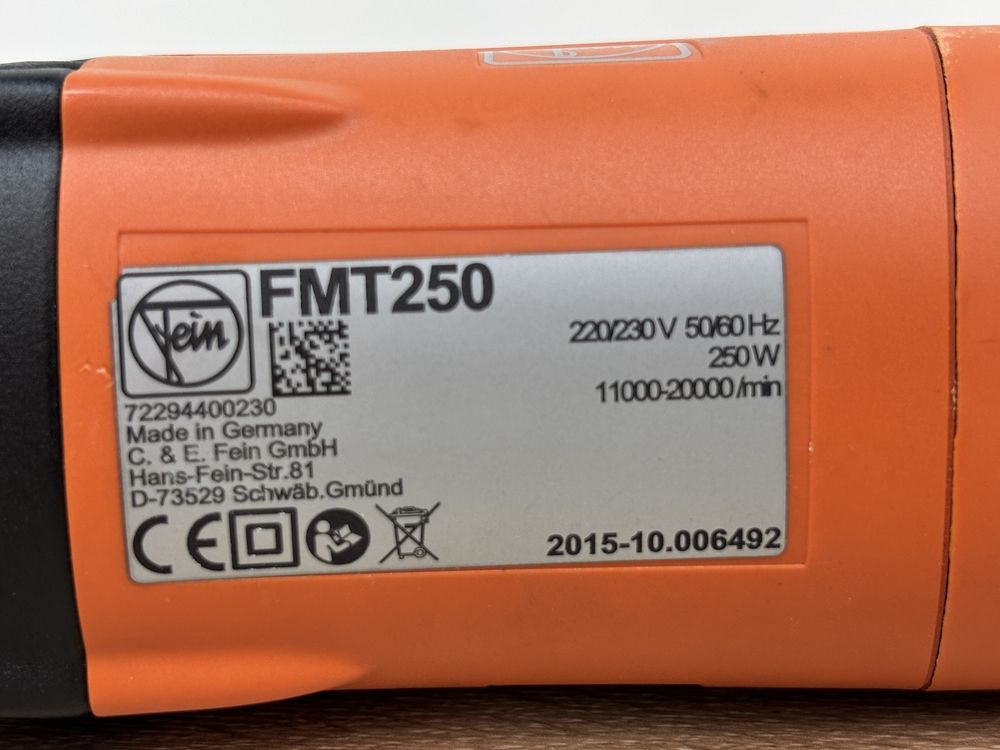 Fein
FMT250
220/230 V 50/60 Hz
250 W
11000-20000 /min
72294400230
Made in Germany
C. & E. Fein GmbH
Hans-Fein-Str.81
D-73529 Schwäb.Gmünd
CE
2015-10.006492